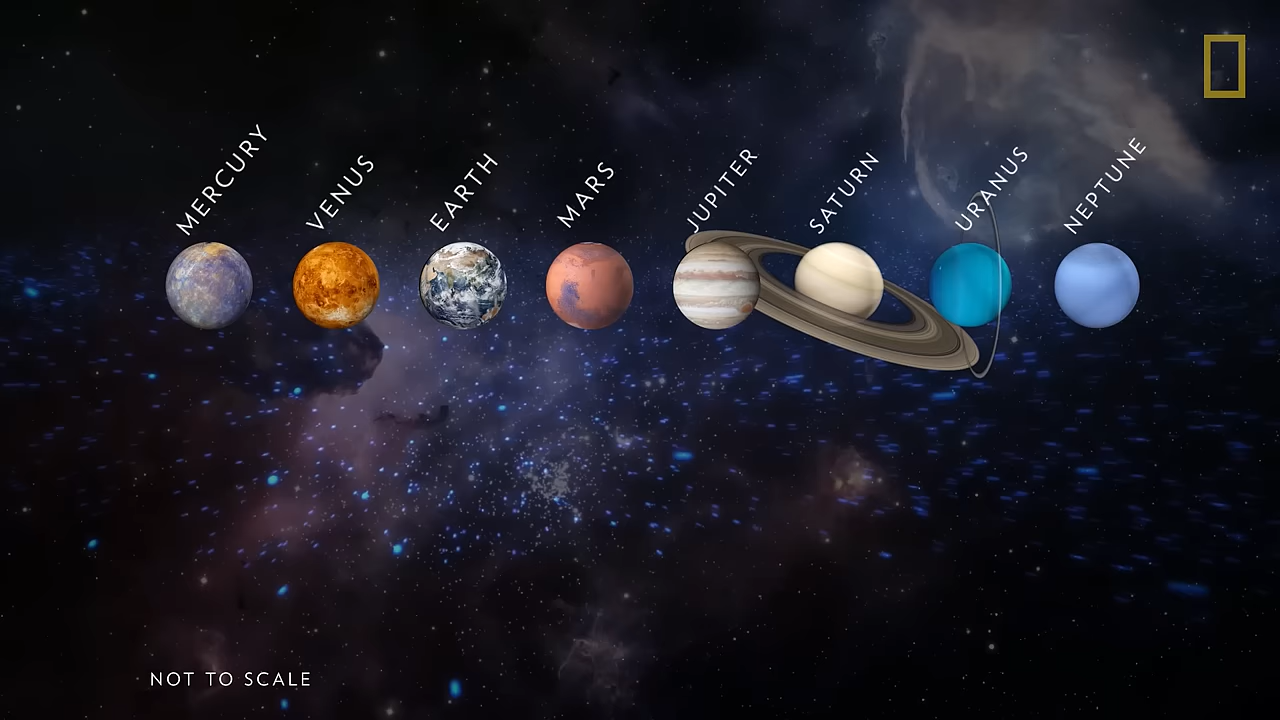 MERCURY
VENUS
EARTH
MARS
JUPITER
SATURN
URANUS
NEPTUNE
NOT TO SCALE